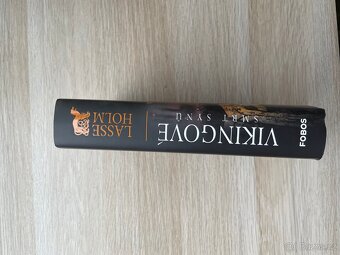 LASSE
HOLM
VIKINGOVÉ
SMRT SYNŮ
FOBOS